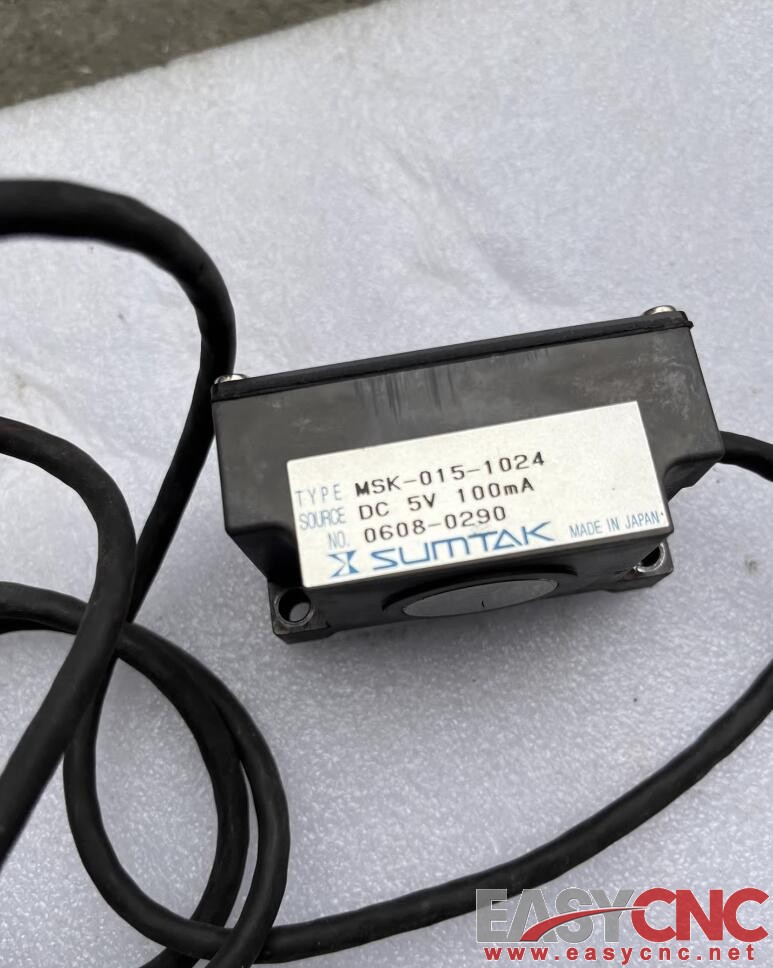 TYPE MSK-015-1024
SOURCE DC 5V 100mA
NO. 0608-0290
SUMTAK MADE IN JAPAN
EASYCNC
www.easycnc.net